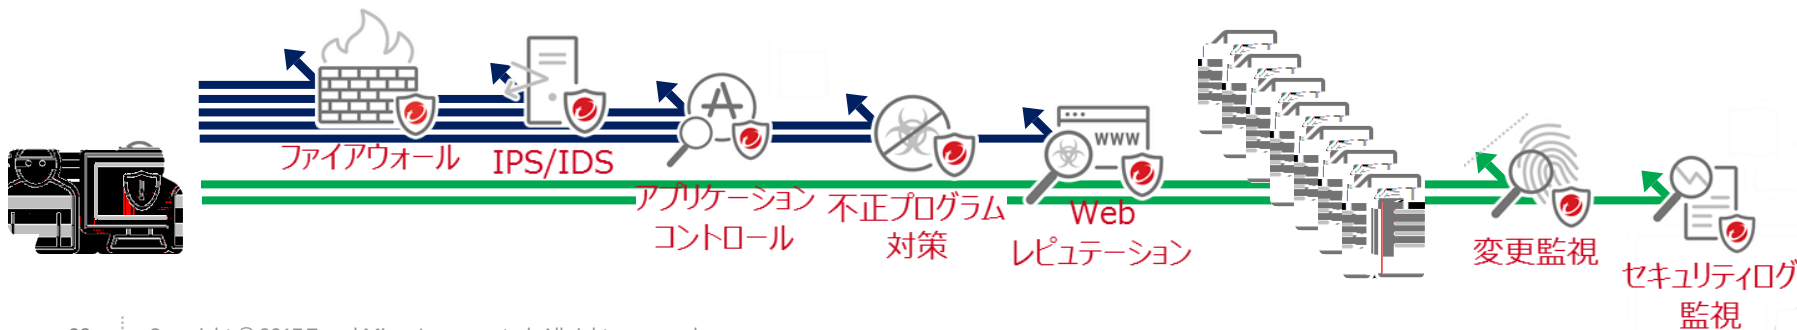 ファイアウォール
IPS/IDS
アプリケーション
コントロール
不正プログラム
対策
WWW
Web
レピュテーション
変更監視
セキュリティログ
監視